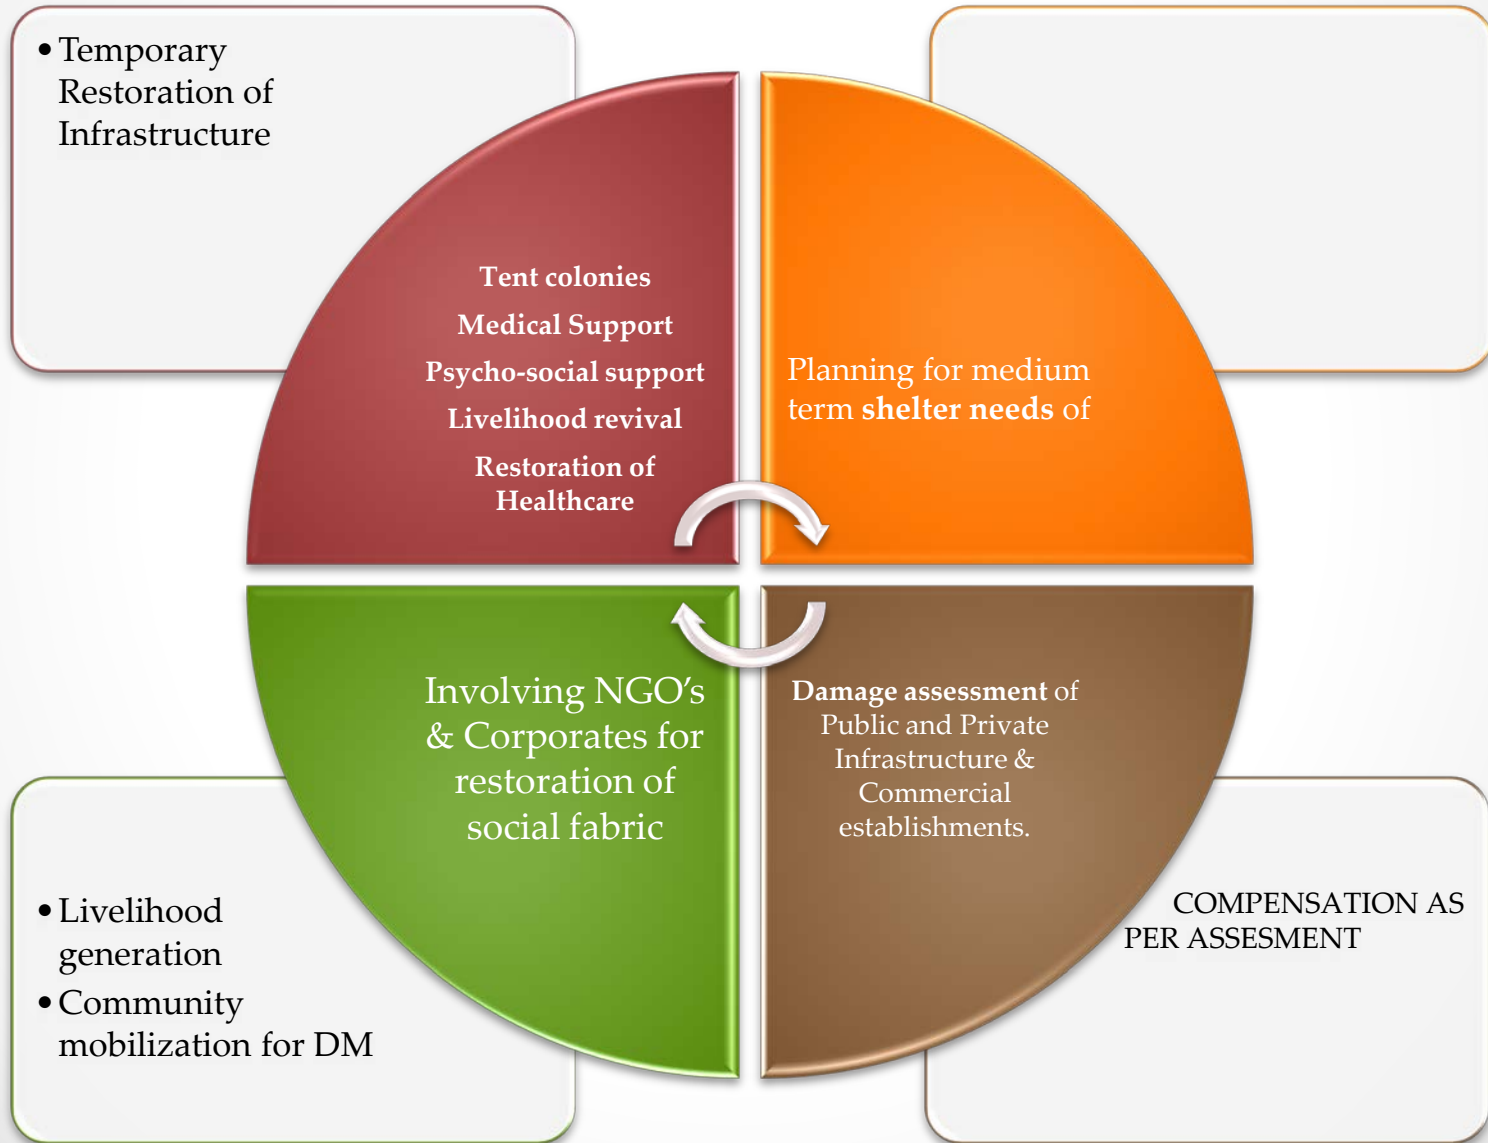 • Temporary
Restoration of
Infrastructure
Tent colonies
Medical Support
Psycho-social support
Livelihood revival
Restoration of
Healthcare
Planning for medium
term shelter needs of
Involving NGO’s
& Corporates for
restoration of
social fabric
Damage assessment of
Public and Private
Infrastructure &
Commercial
establishments.
• Livelihood
generation
• Community
mobilization for DM
COMPENSATION AS
PER ASSESMENT